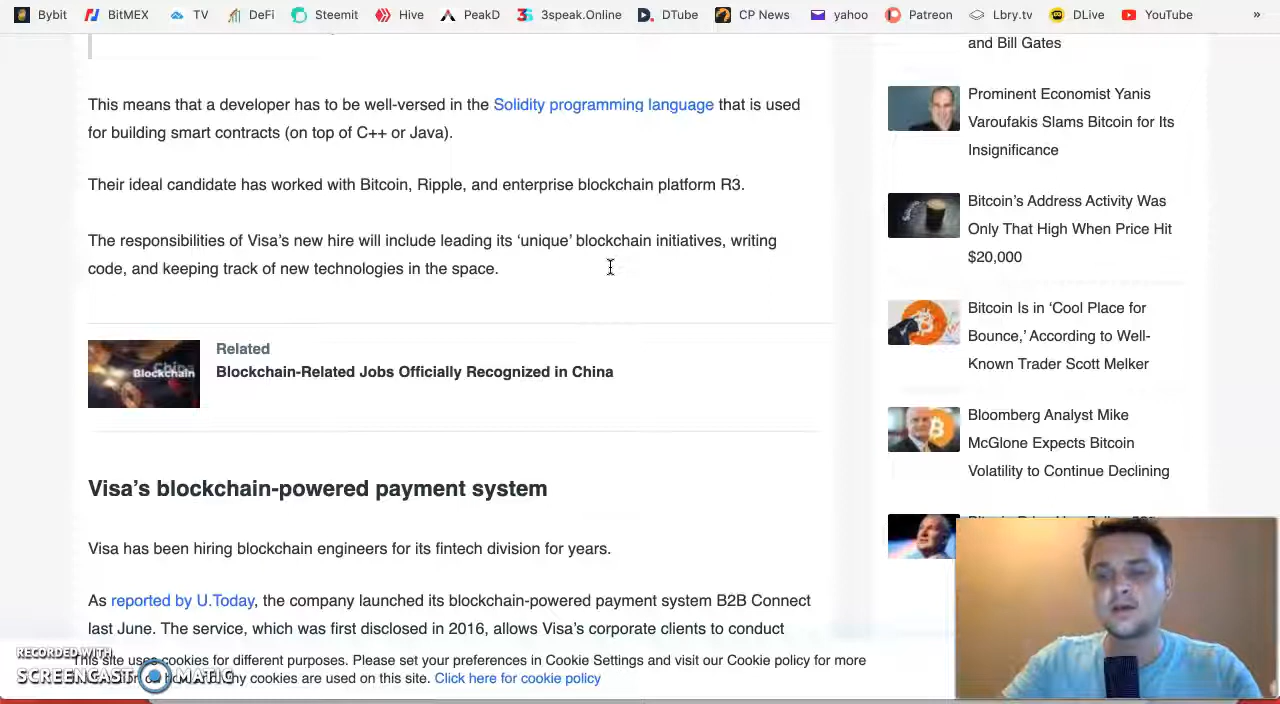 Bybit BitMEX TV DeFi Steemit Hive PeakD 3speak.Online DTube CP News yahoo Patreon Lbry.tv DLive YouTube »
This means that a developer has to be well-versed in the Solidity programming language that is used
for building smart contracts (on top of C++ or Java).
Their ideal candidate has worked with Bitcoin, Ripple, and enterprise blockchain platform R3.
The responsibilities of Visa’s new hire will include leading its ‘unique’ blockchain initiatives, writing
code, and keeping track of new technologies in the space.
Blockchain
Related
Blockchain-Related Jobs Officially Recognized in China
Visa’s blockchain-powered payment system
Visa has been hiring blockchain engineers for its fintech division for years.
As reported by U.Today, the company launched its blockchain-powered payment system B2B Connect
last June. The service, which was first disclosed in 2016, allows Visa’s corporate clients to conduct
and Bill Gates
Prominent Economist Yanis
Varoufakis Slams Bitcoin for Its
Insignificance
Bitcoin’s Address Activity Was
Only That High When Price Hit
$20,000
Bitcoin Is in ‘Cool Place for
Bounce,’ According to Well-
Known Trader Scott Melker
Bloomberg Analyst Mike
McGlone Expects Bitcoin
Volatility to Continue Declining
This site uses cookies for different purposes. Please set your preferences in Cookie Settings and visit our Cookie policy for more
any cookies are used on this site. Click here for cookie policy
RECORDED WITH
SCREENCAST MATIC